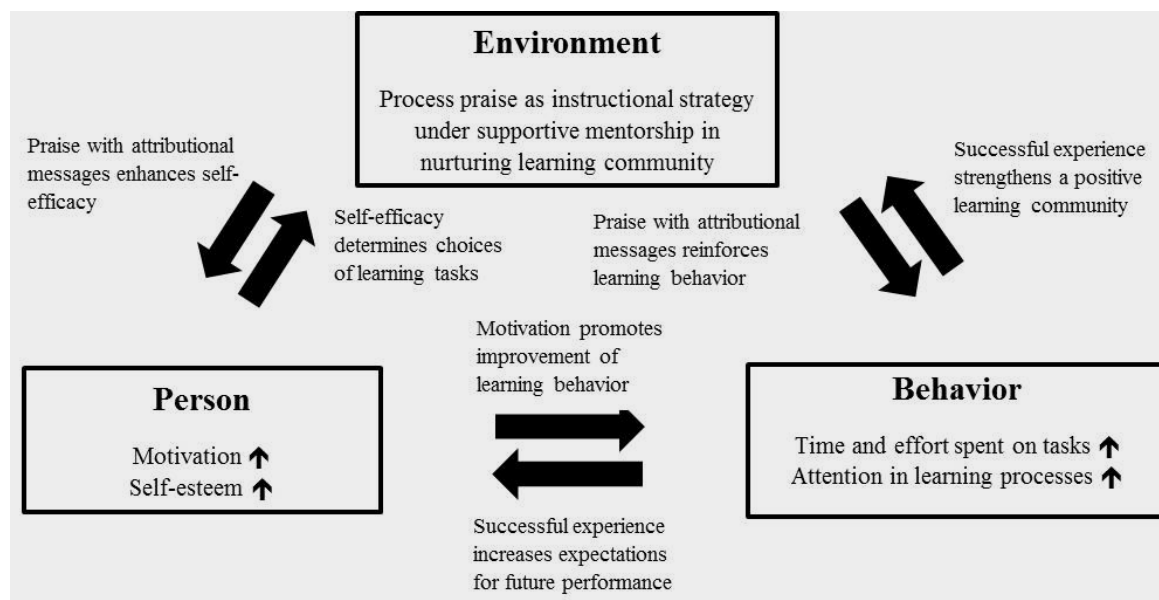 Environment
Process praise as instructional strategy
under supportive mentorship in
nurturing learning community
Praise with attributional
messages enhances self-
efficacy
Self-efficacy
determines choices
of learning tasks
Praise with attributional
messages reinforces
learning behavior
Successful experience
strengthens a positive
learning community
Motivation promotes
improvement of
learning behavior
Person
Motivation 🡹
Self-esteem 🡹
Behavior
Time and effort spent on tasks 🡹
Attention in learning processes 🡹
Successful experience
increases expectations
for future performance